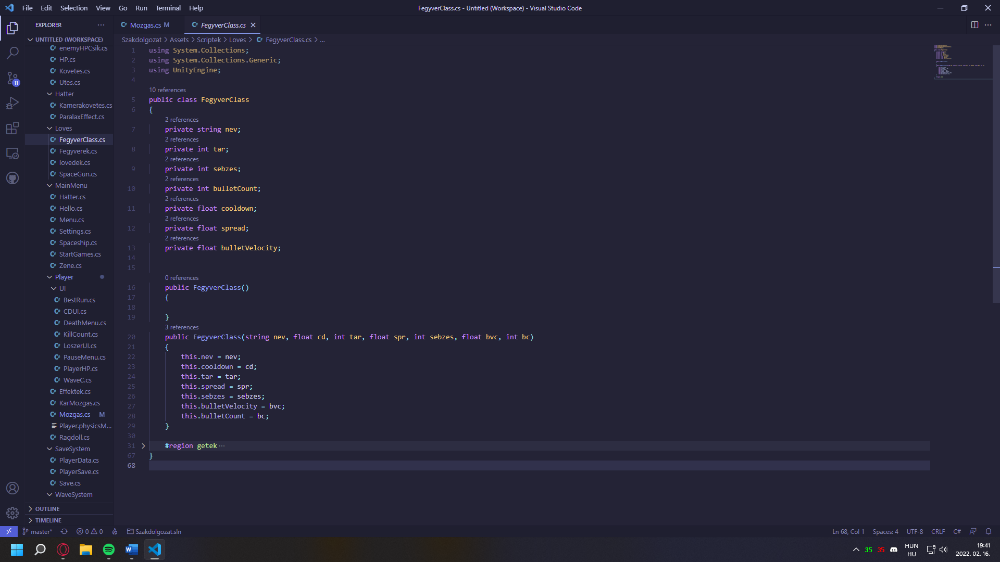 File Edit Selection View Go Run Terminal Help
FegyverClass.cs - Untitled (Workspace) - Visual Studio Code
EXPLORER
UNTITLED (WORKSPACE)
enemyHPCsik.cs
HP.cs
Kovetes.cs
Utes.cs
Hatter
Kamerakovetes.cs
ParalaxEffect.cs
Loves
FegyverClass.cs
Fegyverek.cs
lovedek.cs
SpaceGun.cs
MainMenu
Hatter.cs
Hello.cs
Menu.cs
Settings.cs
Spaceship.cs
StartGames.cs
Zene.cs
Player
UI
BestRun.cs
CDUI.cs
DeathMenu.cs
KillCount.cs
LoszerUI.cs
PauseMenu.cs
PlayerHP.cs
WaveC.cs
Effektek.cs
KarMozgas.cs
Mozgas.cs M
Player.physicsM...
Ragdoll.cs
SaveSystem
PlayerData.cs
PlayerSave.cs
Save.cs
WaveSystem
OUTLINE
TIMELINE
11
Mozgas.cs M
FegyverClass.cs
Szakdolgozat > Assets > Scriptek > Loves > FegyverClass.cs > ...
1 using System.Collections;
2 using System.Collections.Generic;
3 using UnityEngine;
4
10 references
5 public class FegyverClass
6 {
2 references
7 private string nev;
2 references
8 private int tar;
2 references
9 private int sebzes;
2 references
10 private int bulletCount;
2 references
11 private float cooldown;
2 references
12 private float spread;
2 references
13 private float bulletVelocity;
14
15
0 references
16 public FegyverClass()
17 {
18
19 }
3 references
20 public FegyverClass(string nev, float cd, int tar, float spr, int sebzes, float bvc, int bc)
21 {
22 this.nev = nev;
23 this.cooldown = cd;
24 this.tar = tar;
25 this.spread = spr;
26 this.sebzes = sebzes;
27 this.bulletVelocity = bvc;
28 this.bulletCount = bc;
29 }
30
31 #region getek ...
67 }
68
master* 0 0 Szakdolgozat.sln
Ln 68, Col 1 Spaces: 4 UTF-8 CRLF C#
35 35
HUN
HU
19:41
2022. 02. 16.